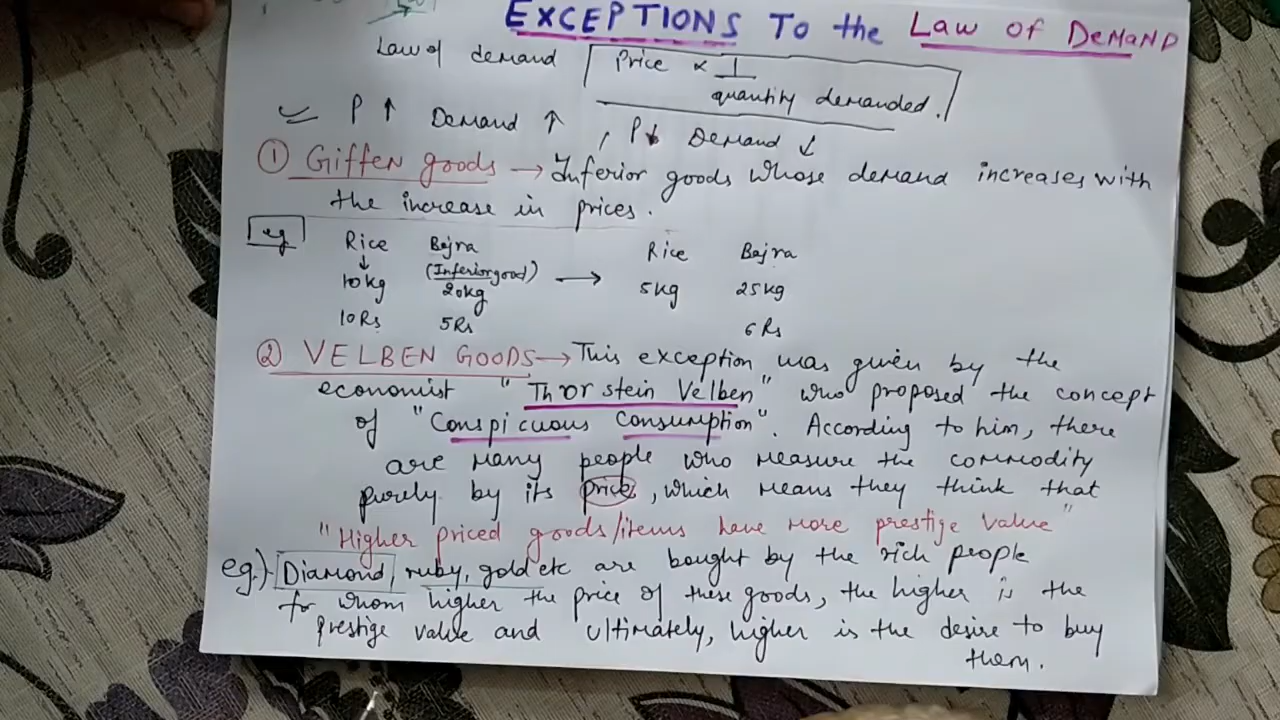 EXCEPTIONS To the Law of DeMAND
Law of demand Price ∝ 1
quantity demanded.
P ↑ Demand ↑ , P↓ Demand ↓
① Giffen goods → Inferior goods whose demand increases with
the increase in prices.
eg Rice Bajra Rice Bajra
↓ (Inferior good) →
10kg 20kg 5kg 25kg
10Rs 5Rs 6 Rs
② VELBEN GOODS → This exception was given by the
economist "Thorstein Velben" who proposed the concept
of "Conspicuous Consumption". According to him, there
are many people who measure the commodity
purely by its price, which means they think that
"Higher priced goods/items have more prestige value"
eg.)- Diamond, ruby, gold etc are bought by the rich people
for whom higher the price of these goods, the higher is the
prestige value and ultimately, higher is the desire to buy
them.